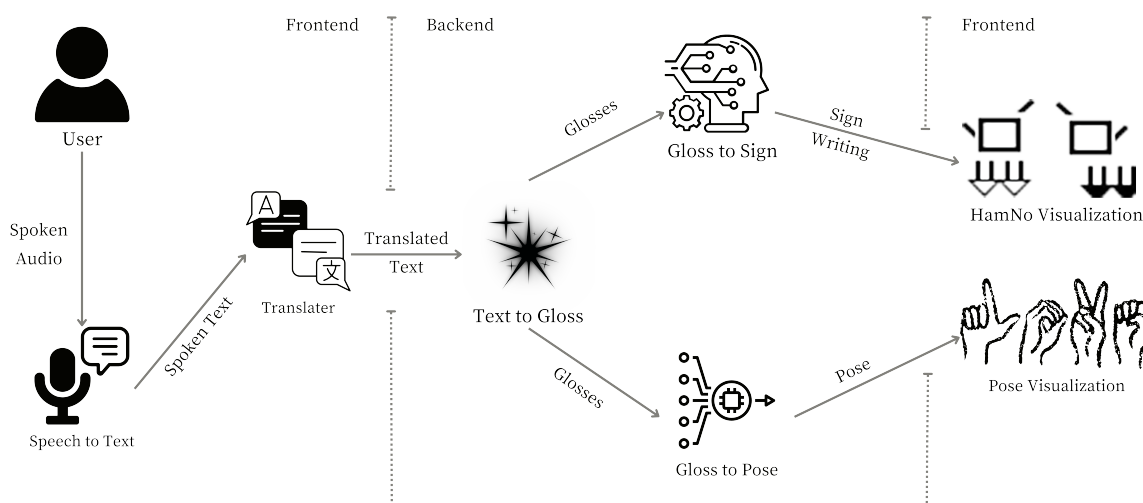 Frontend
Backend
Frontend
User
Spoken
Audio
Speech to Text
Spoken Text
A
文
Translater
Translated
Text
Text to Gloss
Glosses
Glosses
Gloss to Sign
Sign
Writing
HamNo Visualization
Gloss to Pose
Pose
Pose Visualization